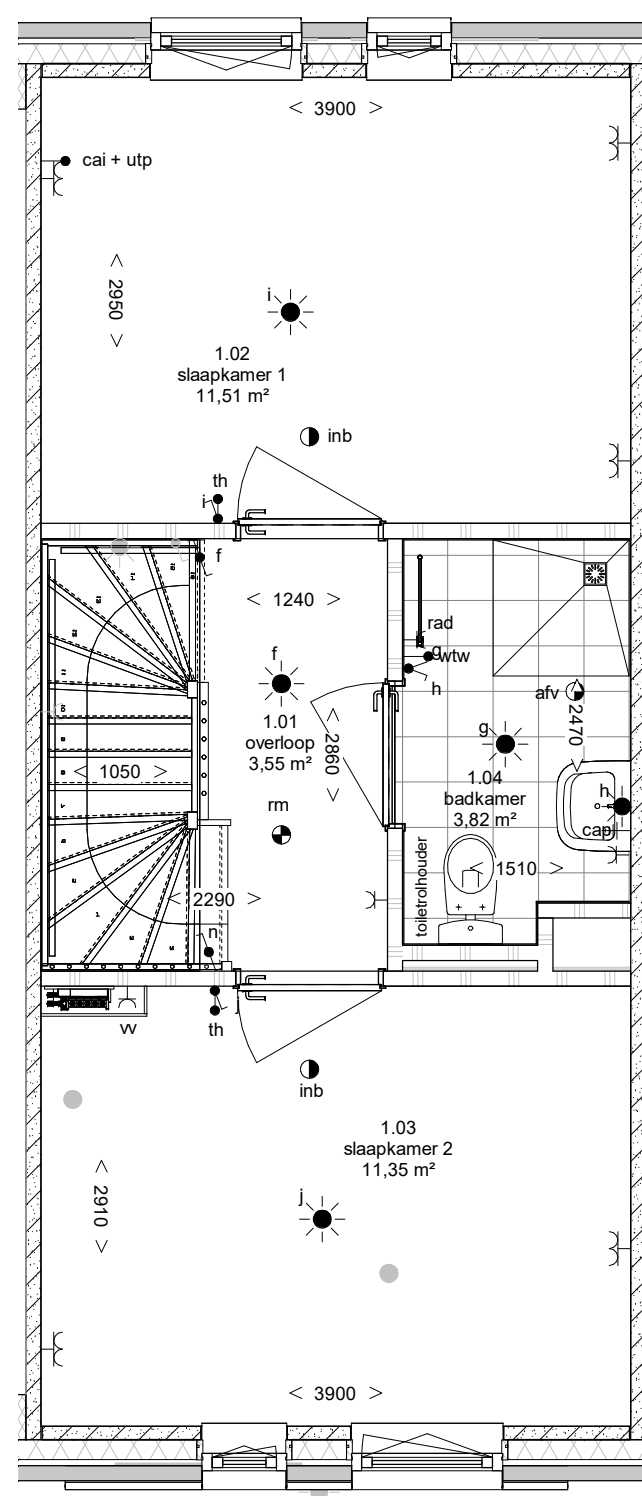 < 3900 >
cai + utp
< 2950 >
i
1.02
slaapkamer 1
11,51 m²
inb
th
i
f
< 1240 >
rad
g
wtw
h
f
afv
1.01
overloop
3,55 m²
< 2860 >
g
< 2470 >
1.04
badkamer
3,82 m²
h
cap
< 1050 >
rm
toiletrolhouder
< 1510 >
< 2290 >
n
j
th
vv
inb
1.03
slaapkamer 2
11,35 m²
< 2910 >
j
< 3900 >